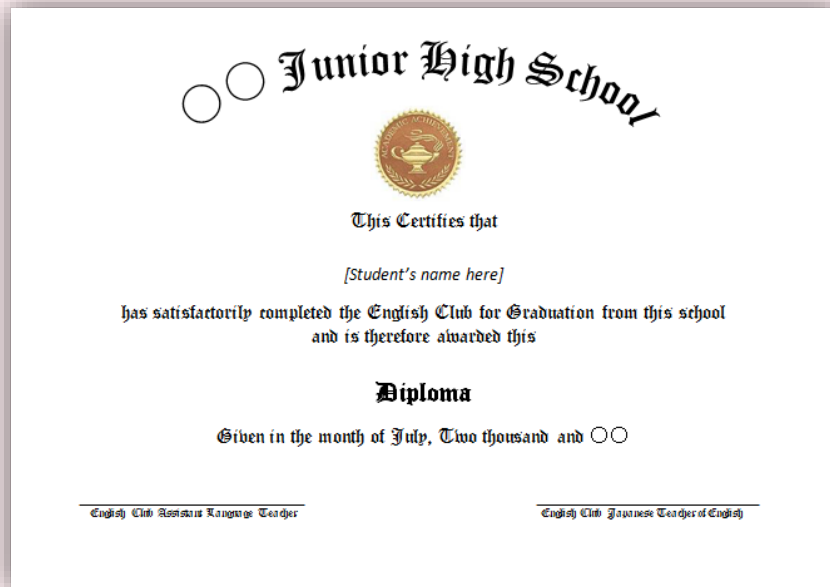 ○○ Junior High School
ACADEMIC ACHIEVEMENT
This Certifies that
[Student's name here]
has satisfactorily completed the English Club for Graduation from this school
and is therefore awarded this
Diploma
Given in the month of July, Two thousand and ○○
English Club Assistant Language Teacher
English Club Japanese Teacher of English